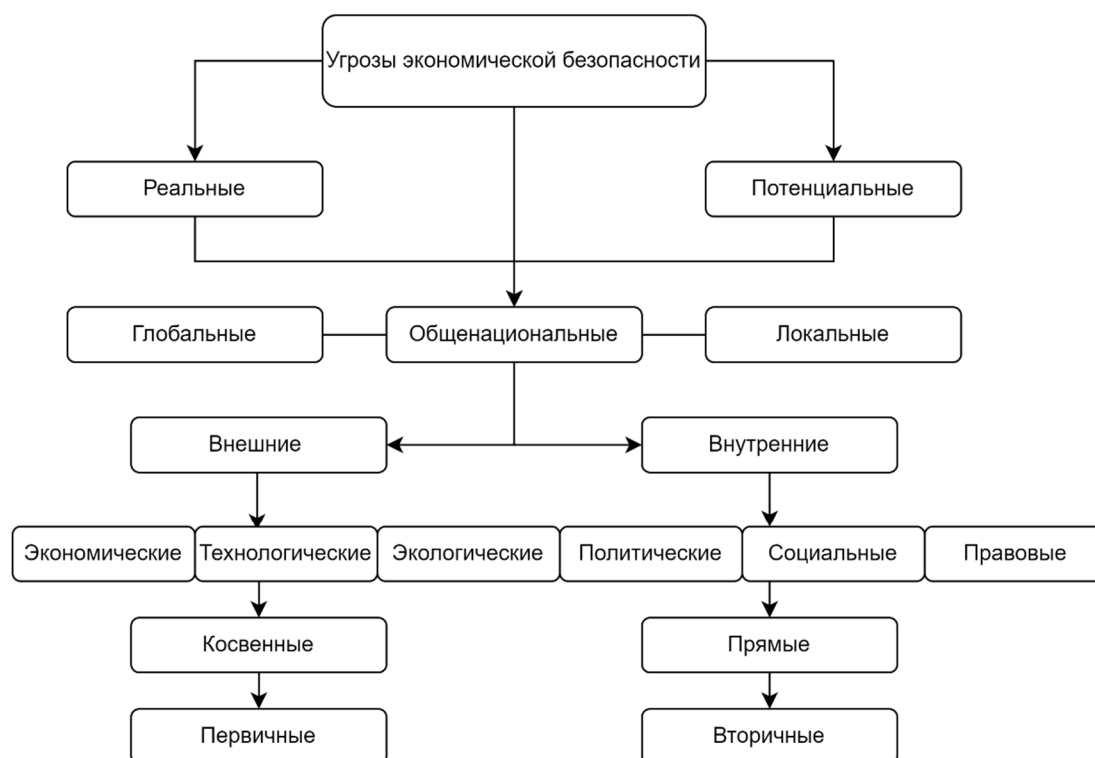 Угрозы экономической безопасности
Реальные
Потенциальные
Глобальные
Общенациональные
Локальные
Внешние
Внутренние
Экономические
Технологические
Экологические
Политические
Социальные
Правовые
Косвенные
Прямые
Первичные
Вторичные